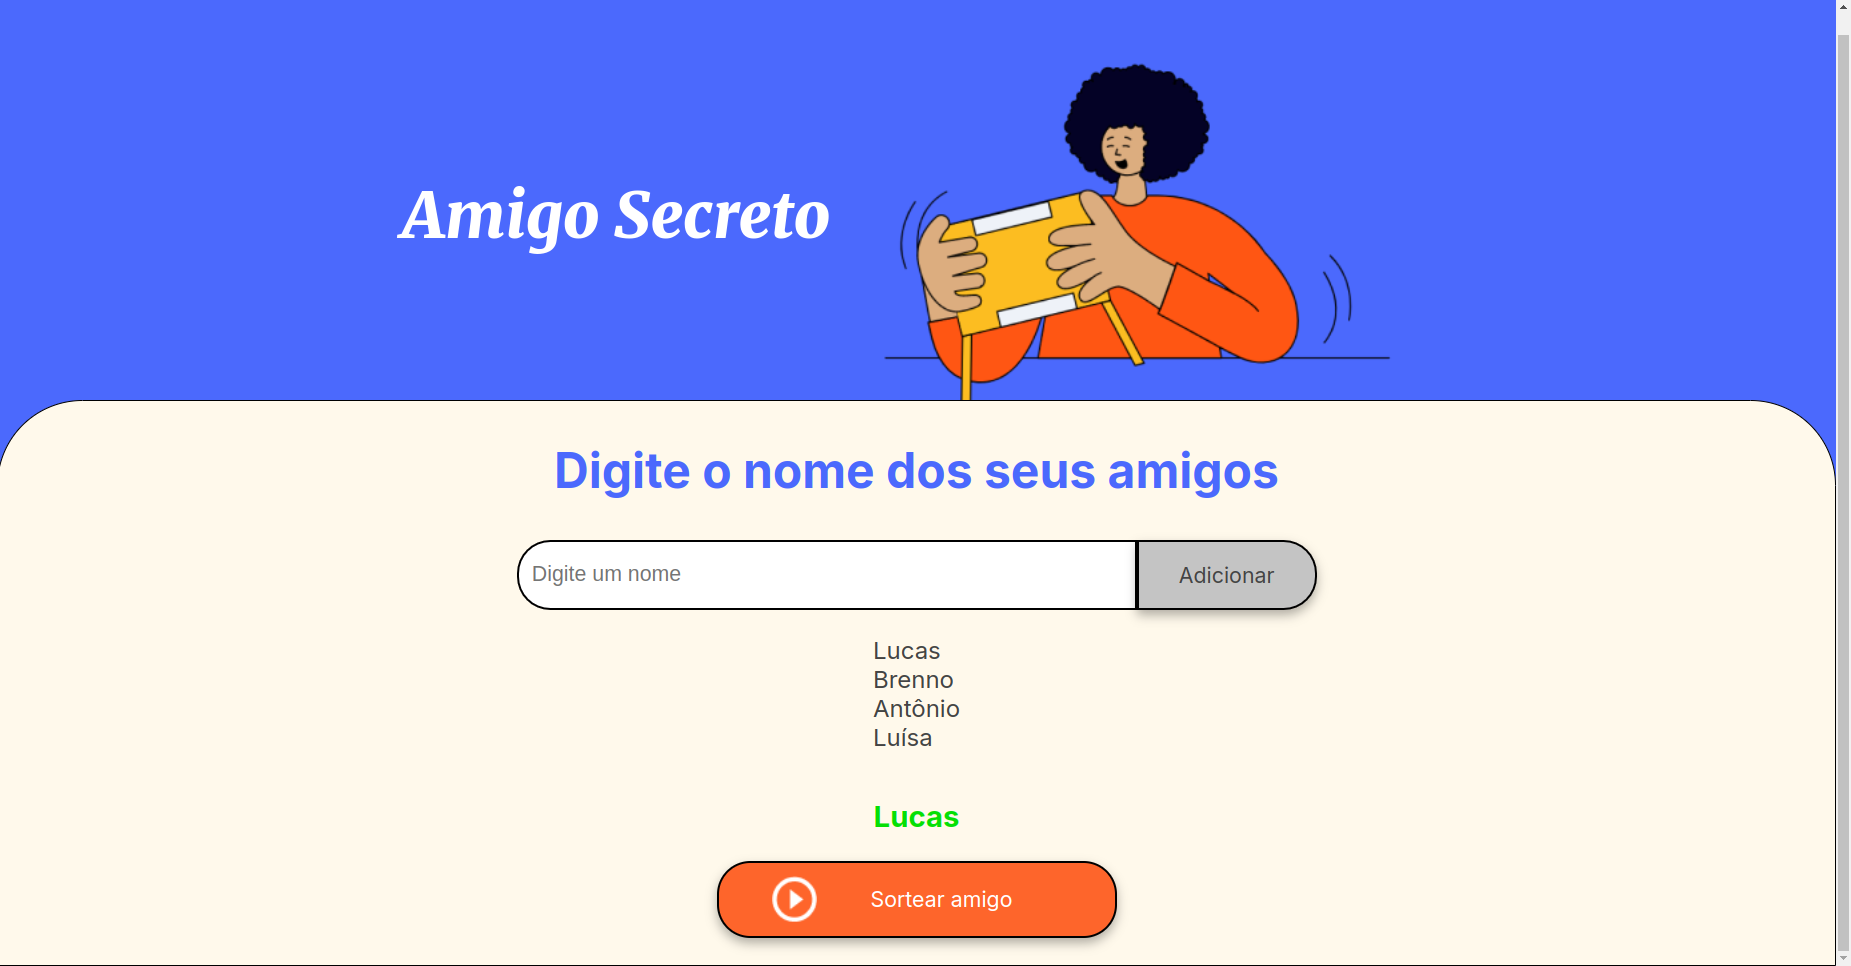 Amigo Secreto
Digite o nome dos seus amigos
Digite um nome
Adicionar
Lucas
Brenno
Antônio
Luísa
Lucas
Sortear amigo